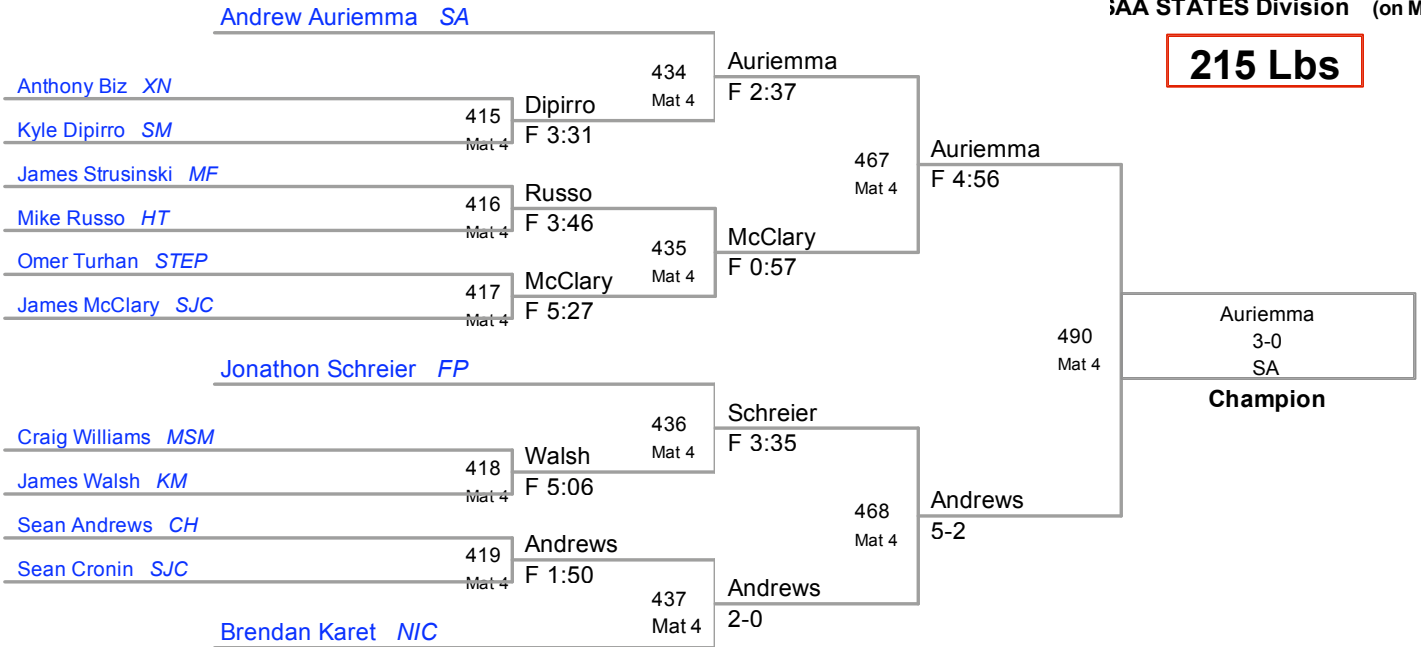 Andrew Auriemma SA
STATES Division (on
215 Lbs
Anthony Biz XN
Kyle Dipirro SM
James Strusinski MF
Mike Russo HT
Omer Turhan STEP
James McClary SJC
415
Mat 4
Dipirro
F 3:31
416
Mat 4
Russo
F 3:46
417
Mat 4
McClary
F 5:27
434
Mat 4
Auriemma
F 2:37
435
Mat 4
McClary
F 0:57
467
Mat 4
Auriemma
F 4:56
Jonathon Schreier FP
Craig Williams MSM
James Walsh KM
Sean Andrews CH
Sean Cronin SJC
Brendan Karet NIC
418
Mat 4
Walsh
F 5:06
419
Mat 4
Andrews
F 1:50
436
Mat 4
Schreier
F 3:35
437
Mat 4
Andrews
2-0
468
Mat 4
Andrews
5-2
490
Mat 4
Auriemma
3-0
SA
Champion